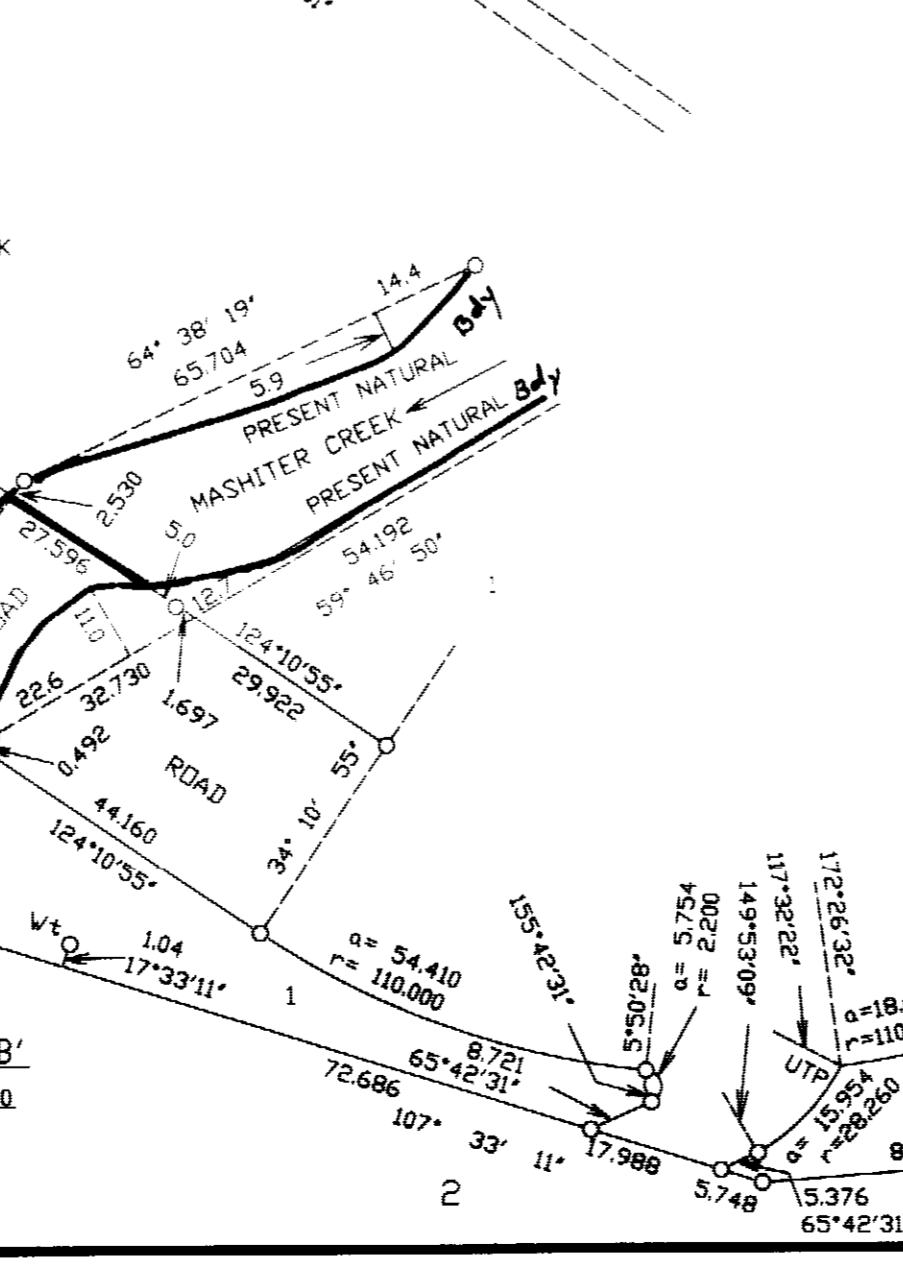 K
14.4
64° 38' 19"
65.704
5.9
Bdy
PRESENT NATURAL
Bdy
MASHITER CREEK
PRESENT NATURAL
2.530
27.596
5.0
54.192
59° 46' 50"
1
12.7
11.0
124°10'55"
29.922
22.6
32.730
1.697
0.492
ROAD
55"
34° 10'
44.160
124°10'55"
Wt
1.04
17°33'11"
a= 54.410
r= 110.000
1
155°42'31"
5°50'28"
a= 5.754
r= 2.200
149°53'09"
117°32'22"
172°26'32"
UTP
8.721
65°42'31"
72.686
107° 33' 11"
17.988
a= 15.954
r=28.260
5.748
5.376
65°42'31
2